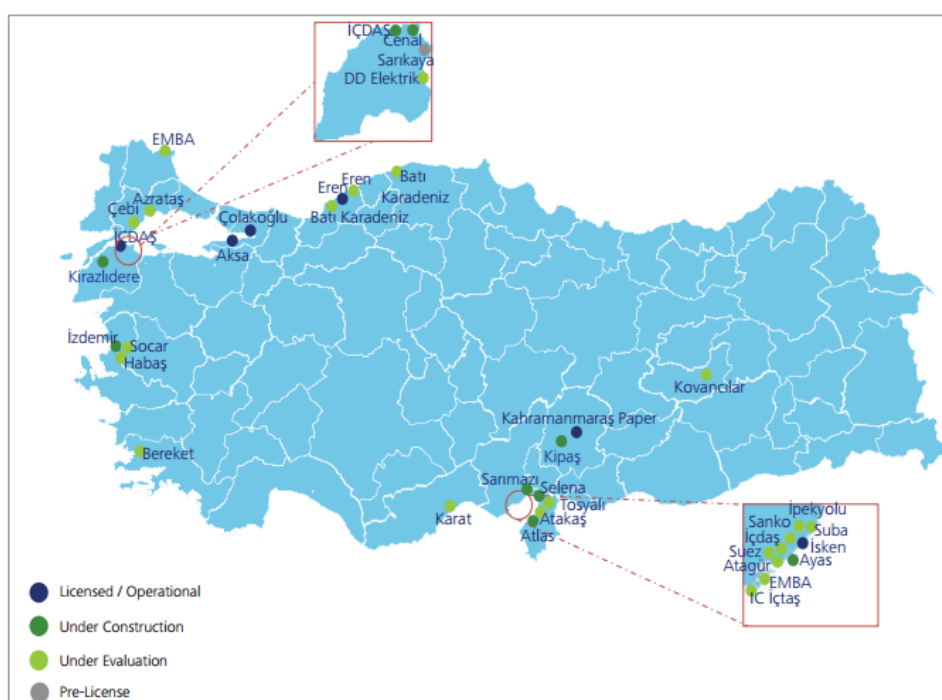 İÇDAŞ
Cenal
Sarıkaya
DD Elektrik
EMBA
Eren
Batı
Eren
Karadeniz
Azrataş
Çebi
Batı Karadeniz
Çolakoğlu
İÇDAŞ
Aksa
Kirazlıdere
İzdemir
Socar
Habaş
Kovancılar
Kahramanmaraş Paper
Bereket
Kipaş
Sarımazı
Selena
Tosyalı
Karat
Atakaş
Atlas
İpekyolu
Sanko
Suba
İçdaş
İsken
Suez
Ayas
Atagür
EMBA
IC İçtaş
Licensed / Operational
Under Construction
Under Evaluation
Pre-License